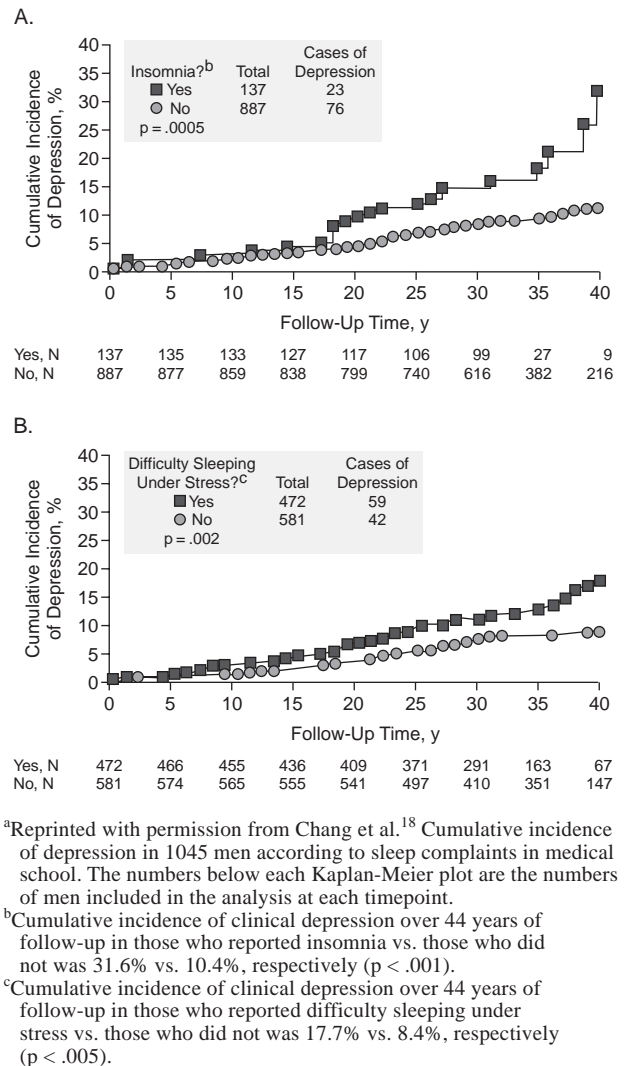 A.
Cumulative Incidence
of Depression, %
40
35
30
25
20
15
10
5
0
Cases of
Insomnia?b Total Depression
Yes 137 23
No 887 76
p = .0005
0 5 10 15 20 25 30 35 40
Follow-Up Time, y
Yes, N 137 135 133 127 117 106 99 27 9
No, N 887 877 859 838 799 740 616 382 216
B.
Cumulative Incidence
of Depression, %
40
35
30
25
20
15
10
5
0
Difficulty Sleeping Cases of
Under Stress?c Total Depression
Yes 472 59
No 581 42
p = .002
0 5 10 15 20 25 30 35 40
Follow-Up Time, y
Yes, N 472 466 455 436 409 371 291 163 67
No, N 581 574 565 555 541 497 410 351 147
aReprinted with permission from Chang et al.18 Cumulative incidence
of depression in 1045 men according to sleep complaints in medical
school. The numbers below each Kaplan-Meier plot are the numbers
of men included in the analysis at each timepoint.
bCumulative incidence of clinical depression over 44 years of
follow-up in those who reported insomnia vs. those who did
not was 31.6% vs. 10.4%, respectively (p < .001).
cCumulative incidence of clinical depression over 44 years of
follow-up in those who reported difficulty sleeping under
stress vs. those who did not was 17.7% vs. 8.4%, respectively
(p < .005).